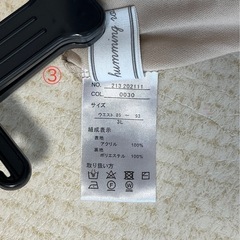 ③
humming
NO. 213 202111
COL 0030
サイズ
ウエスト 85 ー 93
3L
組成表示
表地
アクリル 100%
裏地
ポリエステル 100%
取り扱い方